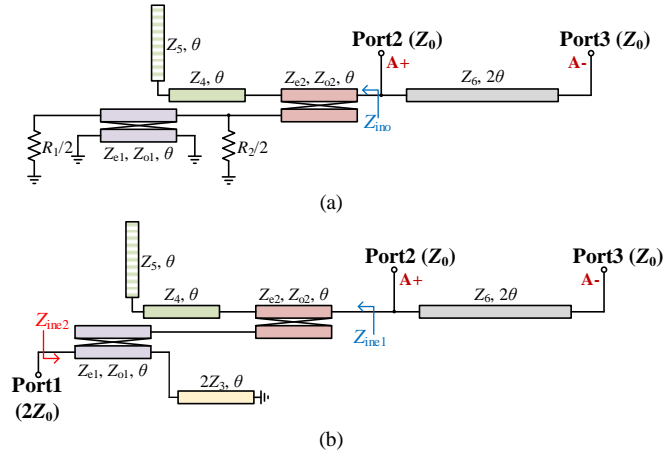 Z5, θ
Port2 (Z0)
Port3 (Z0)
A+
A-
Z4, θ
Ze2, Zo2, θ
Z6, 2θ
Zino
R1/2
Ze1, Zo1, θ
R2/2
(a)
Z5, θ
Port2 (Z0)
Port3 (Z0)
A+
A-
Z4, θ
Ze2, Zo2, θ
Z6, 2θ
Zine2
Zine1
Ze1, Zo1, θ
Port1
(2Z0)
2Z3, θ
(b)